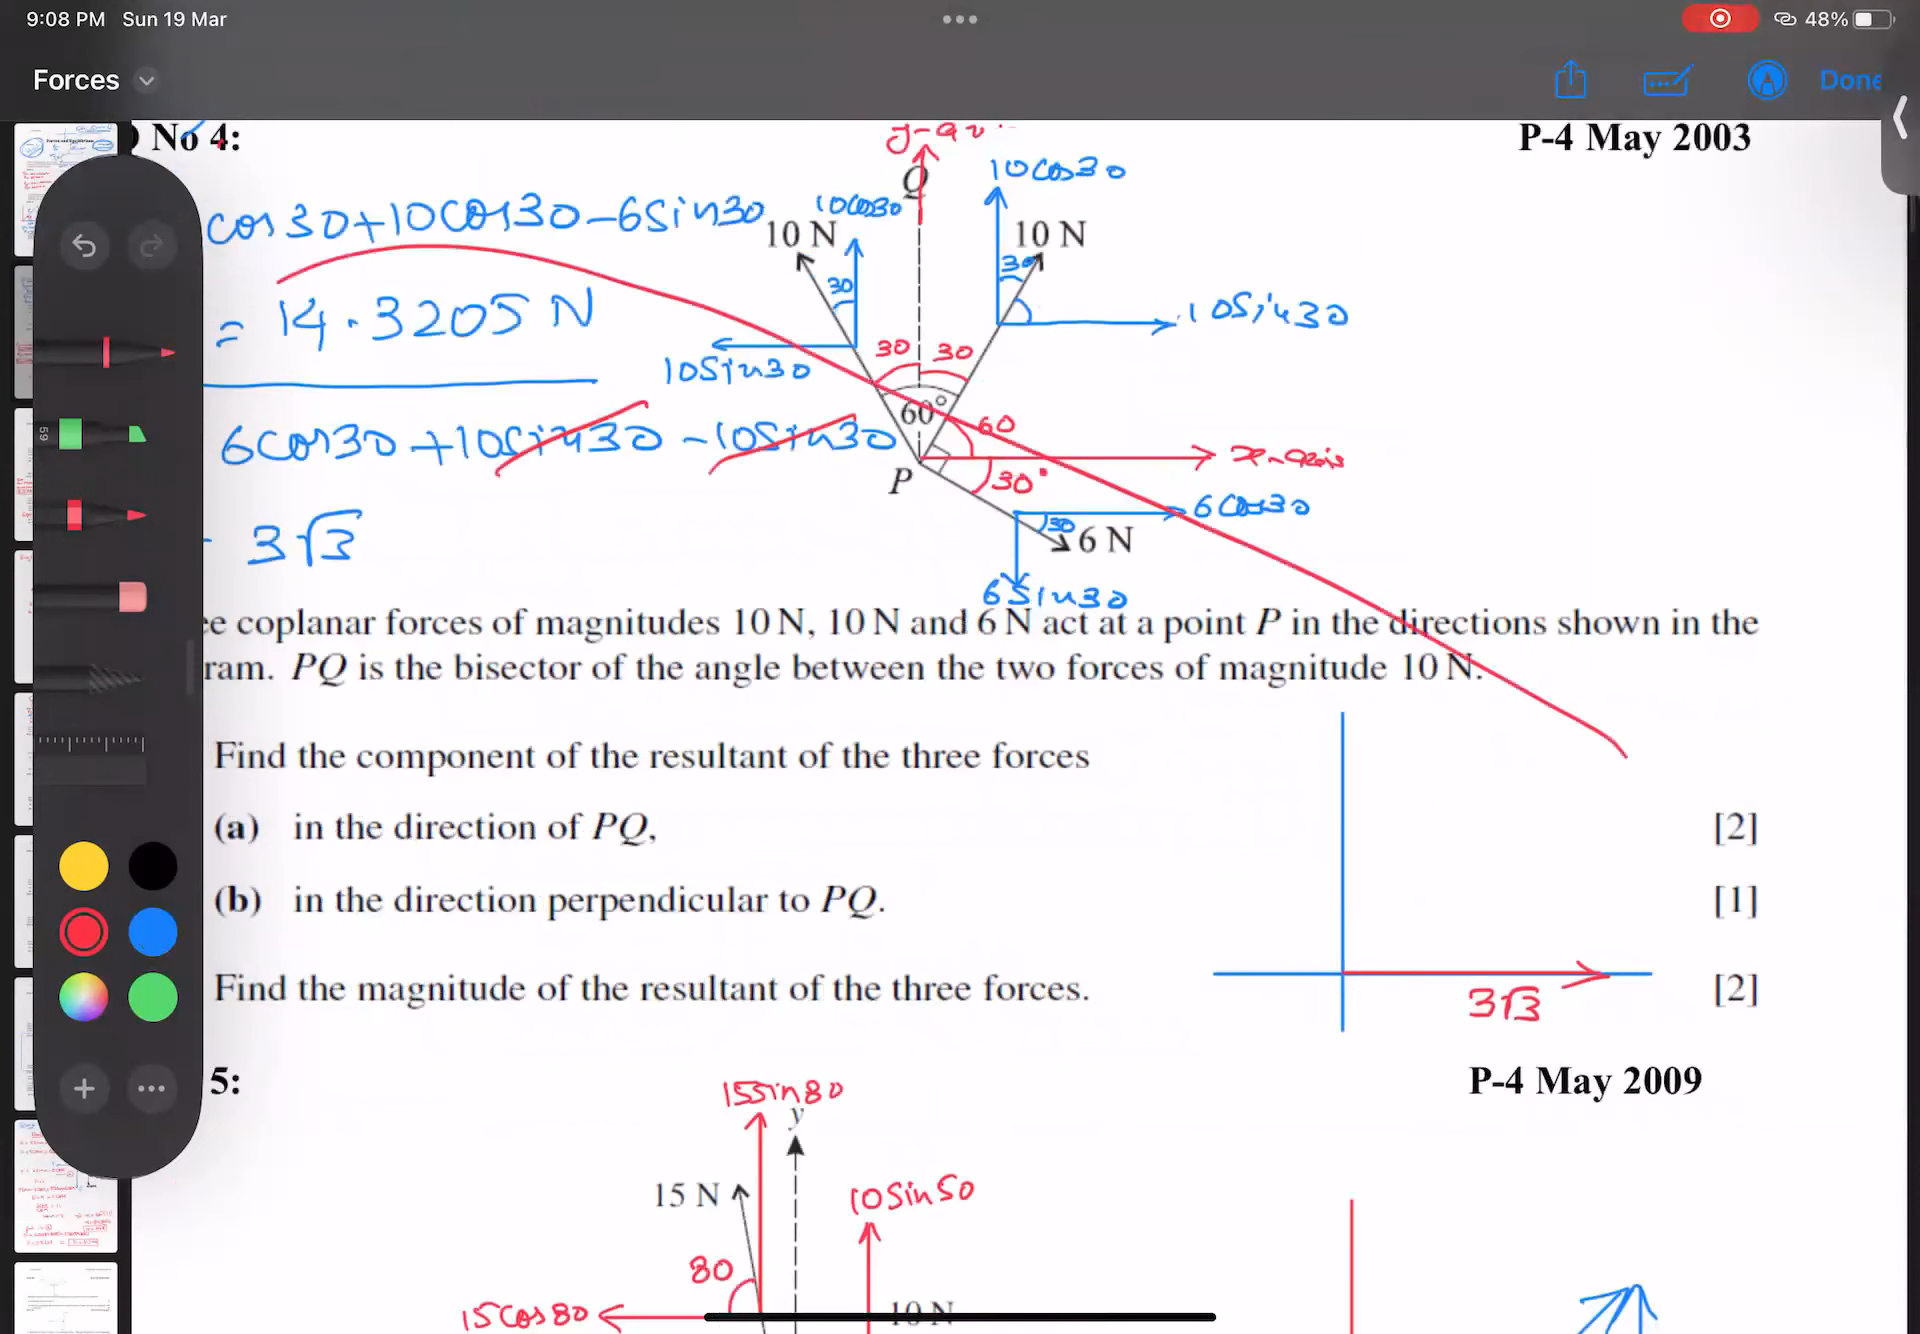 9:08 PM Sun 19 Mar
48%
Forces
Done
No 4:
P-4 May 2003
Q
10cos30
cos30+10cos30-6sin30
10cos30
10 N
10 N
30
30
= 14.3205 N
10Sin30
10Sin30
30 30
60°
60
6cos30 +10sin30 -10sin30
x-axis
P
30°
6cos30
30
6 N
3√3
6Sin30
ee coplanar forces of magnitudes 10 N, 10 N and 6 N act at a point P in the directions shown in the
ram. PQ is the bisector of the angle between the two forces of magnitude 10 N.
Find the component of the resultant of the three forces
(a) in the direction of PQ, [2]
(b) in the direction perpendicular to PQ. [1]
Find the magnitude of the resultant of the three forces. [2]
3√3
5:
P-4 May 2009
15Sin80
y
15 N
10Sin50
80
15Cos80
10 N
59